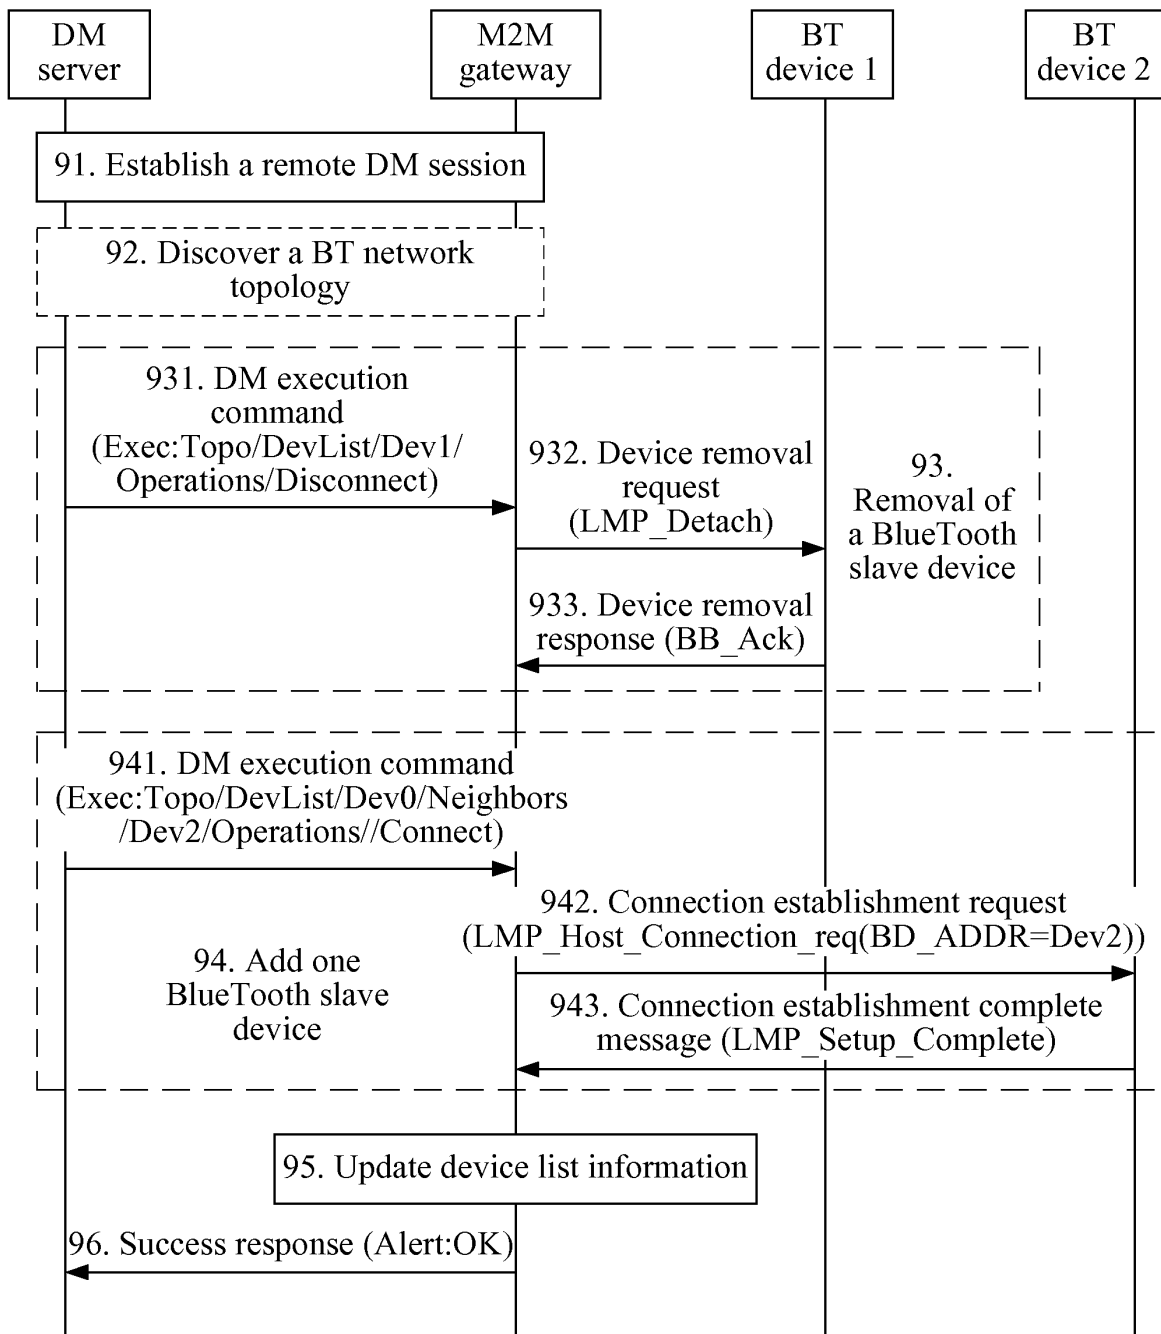 DM
server
M2M
gateway
BT
device 1
BT
device 2
91. Establish a remote DM session
92. Discover a BT network
topology
931. DM execution
command
(Exec:Topo/DevList/Dev1/
Operations/Disconnect)
932. Device removal
request
(LMP_Detach)
93.
Removal of
a BlueTooth
slave device
933. Device removal
response (BB_Ack)
941. DM execution command
(Exec:Topo/DevList/Dev0/Neighbors
/Dev2/Operations//Connect)
942. Connection establishment request
(LMP_Host_Connection_req(BD_ADDR=Dev2))
94. Add one
BlueTooth slave
device
943. Connection establishment complete
message (LMP_Setup_Complete)
95. Update device list information
96. Success response (Alert:OK)